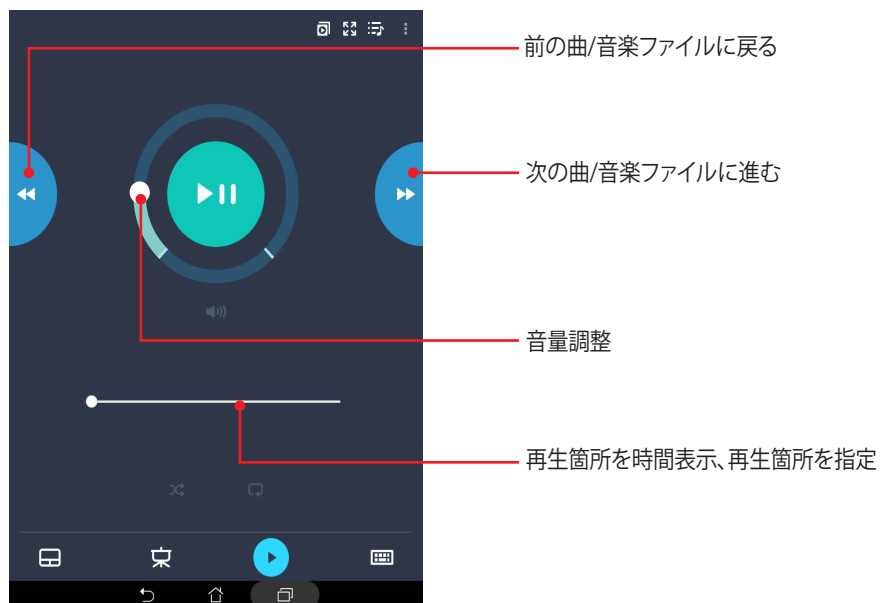 前の曲/音楽ファイルに戻る
次の曲/音楽ファイルに進む
音量調整
再生箇所を時間表示、再生箇所を指定